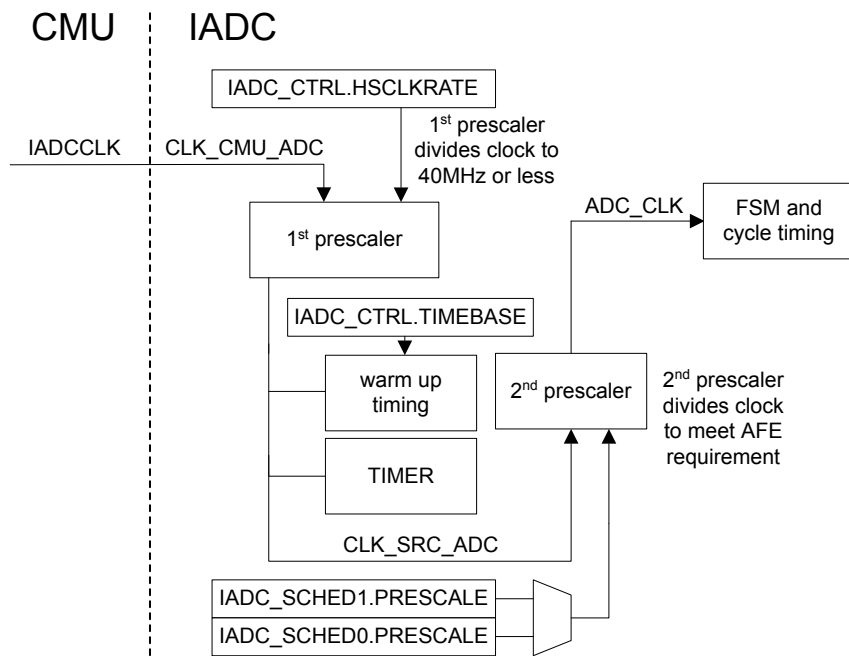 CMU
IADC
IADC_CTRL.HSCLKRATE
1st prescaler
divides clock to
40MHz or less
IADCCLK
CLK_CMU_ADC
ADC_CLK
FSM and
cycle timing
1st prescaler
IADC_CTRL.TIMEBASE
warm up
timing
2nd prescaler
2nd prescaler
divides clock
to meet AFE
requirement
TIMER
CLK_SRC_ADC
IADC_SCHED1.PRESCALE
IADC_SCHED0.PRESCALE